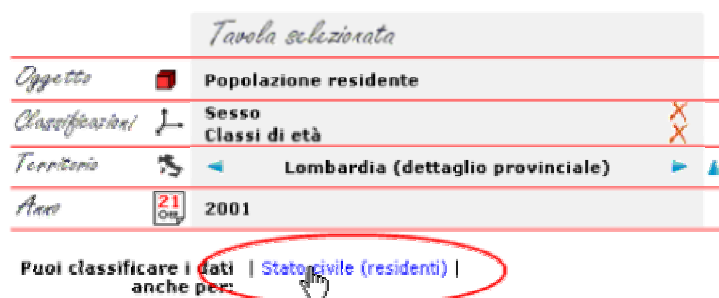 Tavola selezionata
Oggetto Popolazione residente
Classificazioni Sesso
Classi di età
Territorio Lombardia (dettaglio provinciale)
Anno 21 Ott. 2001
Puoi classificare i dati | Stato civile (residenti) |
anche per: